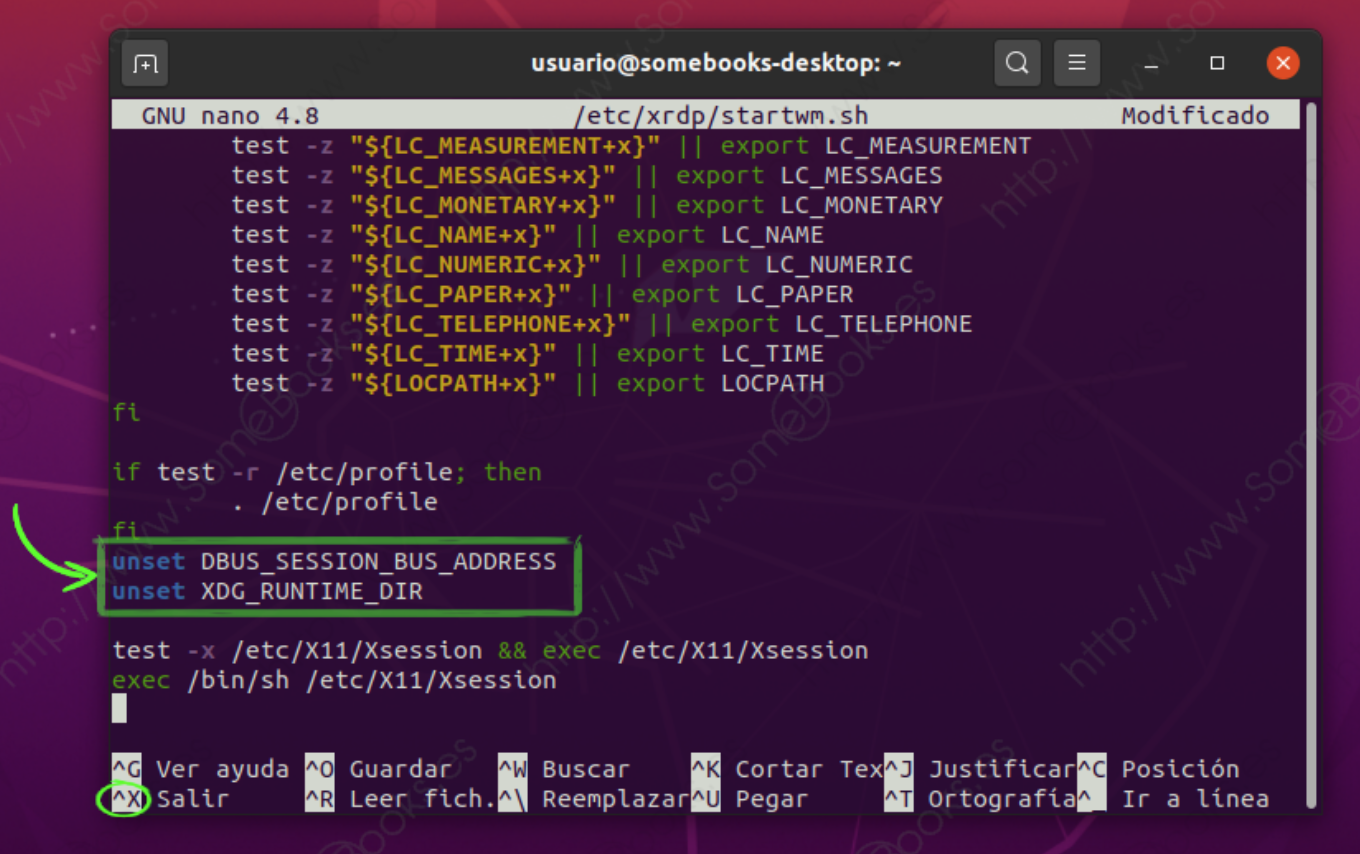 usuario@somebooks-desktop: ~
GNU nano 4.8 /etc/xrdp/startwm.sh Modificado
test -z "${LC_MEASUREMENT+x}" || export LC_MEASUREMENT
test -z "${LC_MESSAGES+x}" || export LC_MESSAGES
test -z "${LC_MONETARY+x}" || export LC_MONETARY
test -z "${LC_NAME+x}" || export LC_NAME
test -z "${LC_NUMERIC+x}" || export LC_NUMERIC
test -z "${LC_PAPER+x}" || export LC_PAPER
test -z "${LC_TELEPHONE+x}" || export LC_TELEPHONE
test -z "${LC_TIME+x}" || export LC_TIME
test -z "${LOCPATH+x}" || export LOCPATH
fi
if test -r /etc/profile; then
. /etc/profile
fi
unset DBUS_SESSION_BUS_ADDRESS
unset XDG_RUNTIME_DIR
test -x /etc/X11/Xsession && exec /etc/X11/Xsession
exec /bin/sh /etc/X11/Xsession
^G Ver ayuda ^O Guardar ^W Buscar ^K Cortar Tex^J Justificar^C Posición
^X Salir ^R Leer fich.^\ Reemplazar^U Pegar ^T Ortografía^_ Ir a línea
http://www.SomeBooks.es